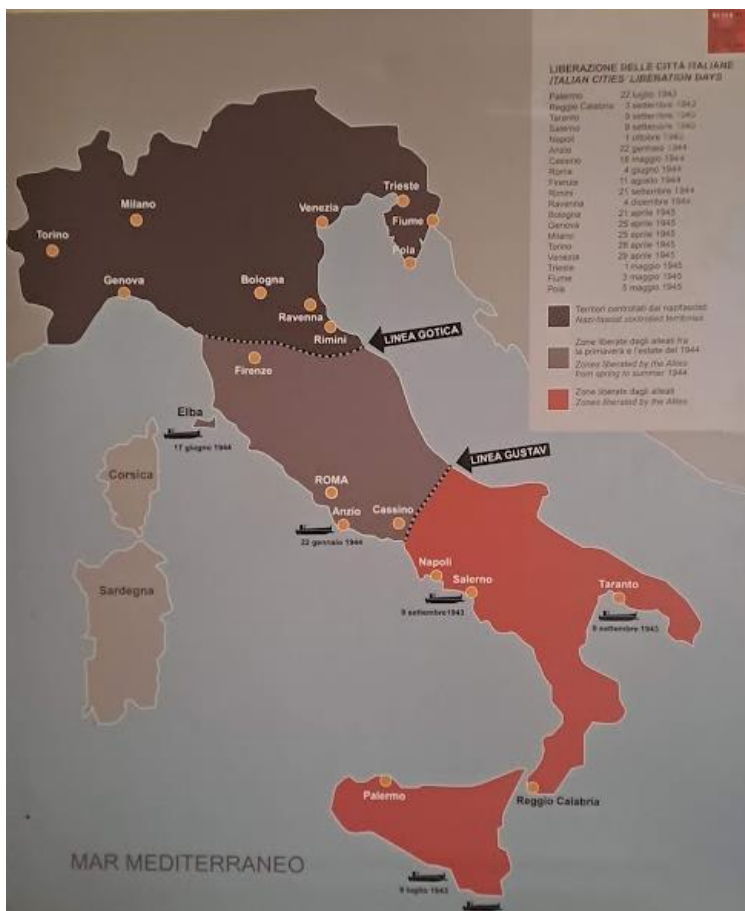 LIBERAZIONE DELLE CITTÀ ITALIANE
ITALIAN CITIES' LIBERATION DAYS
Palermo 22 luglio 1943
Reggio Calabria 3 settembre 1943
Taranto 9 settembre 1943
Salerno 9 settembre 1943
Napoli 1 ottobre 1943
Anzio 22 gennaio 1944
Cassino 18 maggio 1944
Roma 4 giugno 1944
Firenze 11 agosto 1944
Rimini 21 settembre 1944
Ravenna 4 dicembre 1944
Bologna 21 aprile 1945
Genova 25 aprile 1945
Milano 25 aprile 1945
Torino 28 aprile 1945
Venezia 29 aprile 1945
Trieste 1 maggio 1945
Fiume 3 maggio 1945
Pola 5 maggio 1945
Territori controllati dai nazifascisti
Nazi-fascist controlled territories
Zone liberate dagli alleati fra
la primavera e l'estate del 1944
Zones liberated by the Allies
from spring to summer 1944
Zone liberate dagli alleati
Zones liberated by the Allies
Trieste
Milano
Venezia
Fiume
Torino
Pola
Genova
Bologna
Ravenna
Rimini
LINEA GOTICA
Firenze
Elba
17 giugno 1944
LINEA GUSTAV
Corsica
ROMA
Anzio
Cassino
22 gennaio 1944
Napoli
Sardegna
Salerno
Taranto
9 settembre 1943
9 settembre 1943
Palermo
Reggio Calabria
MAR MEDITERRANEO
9 luglio 1943